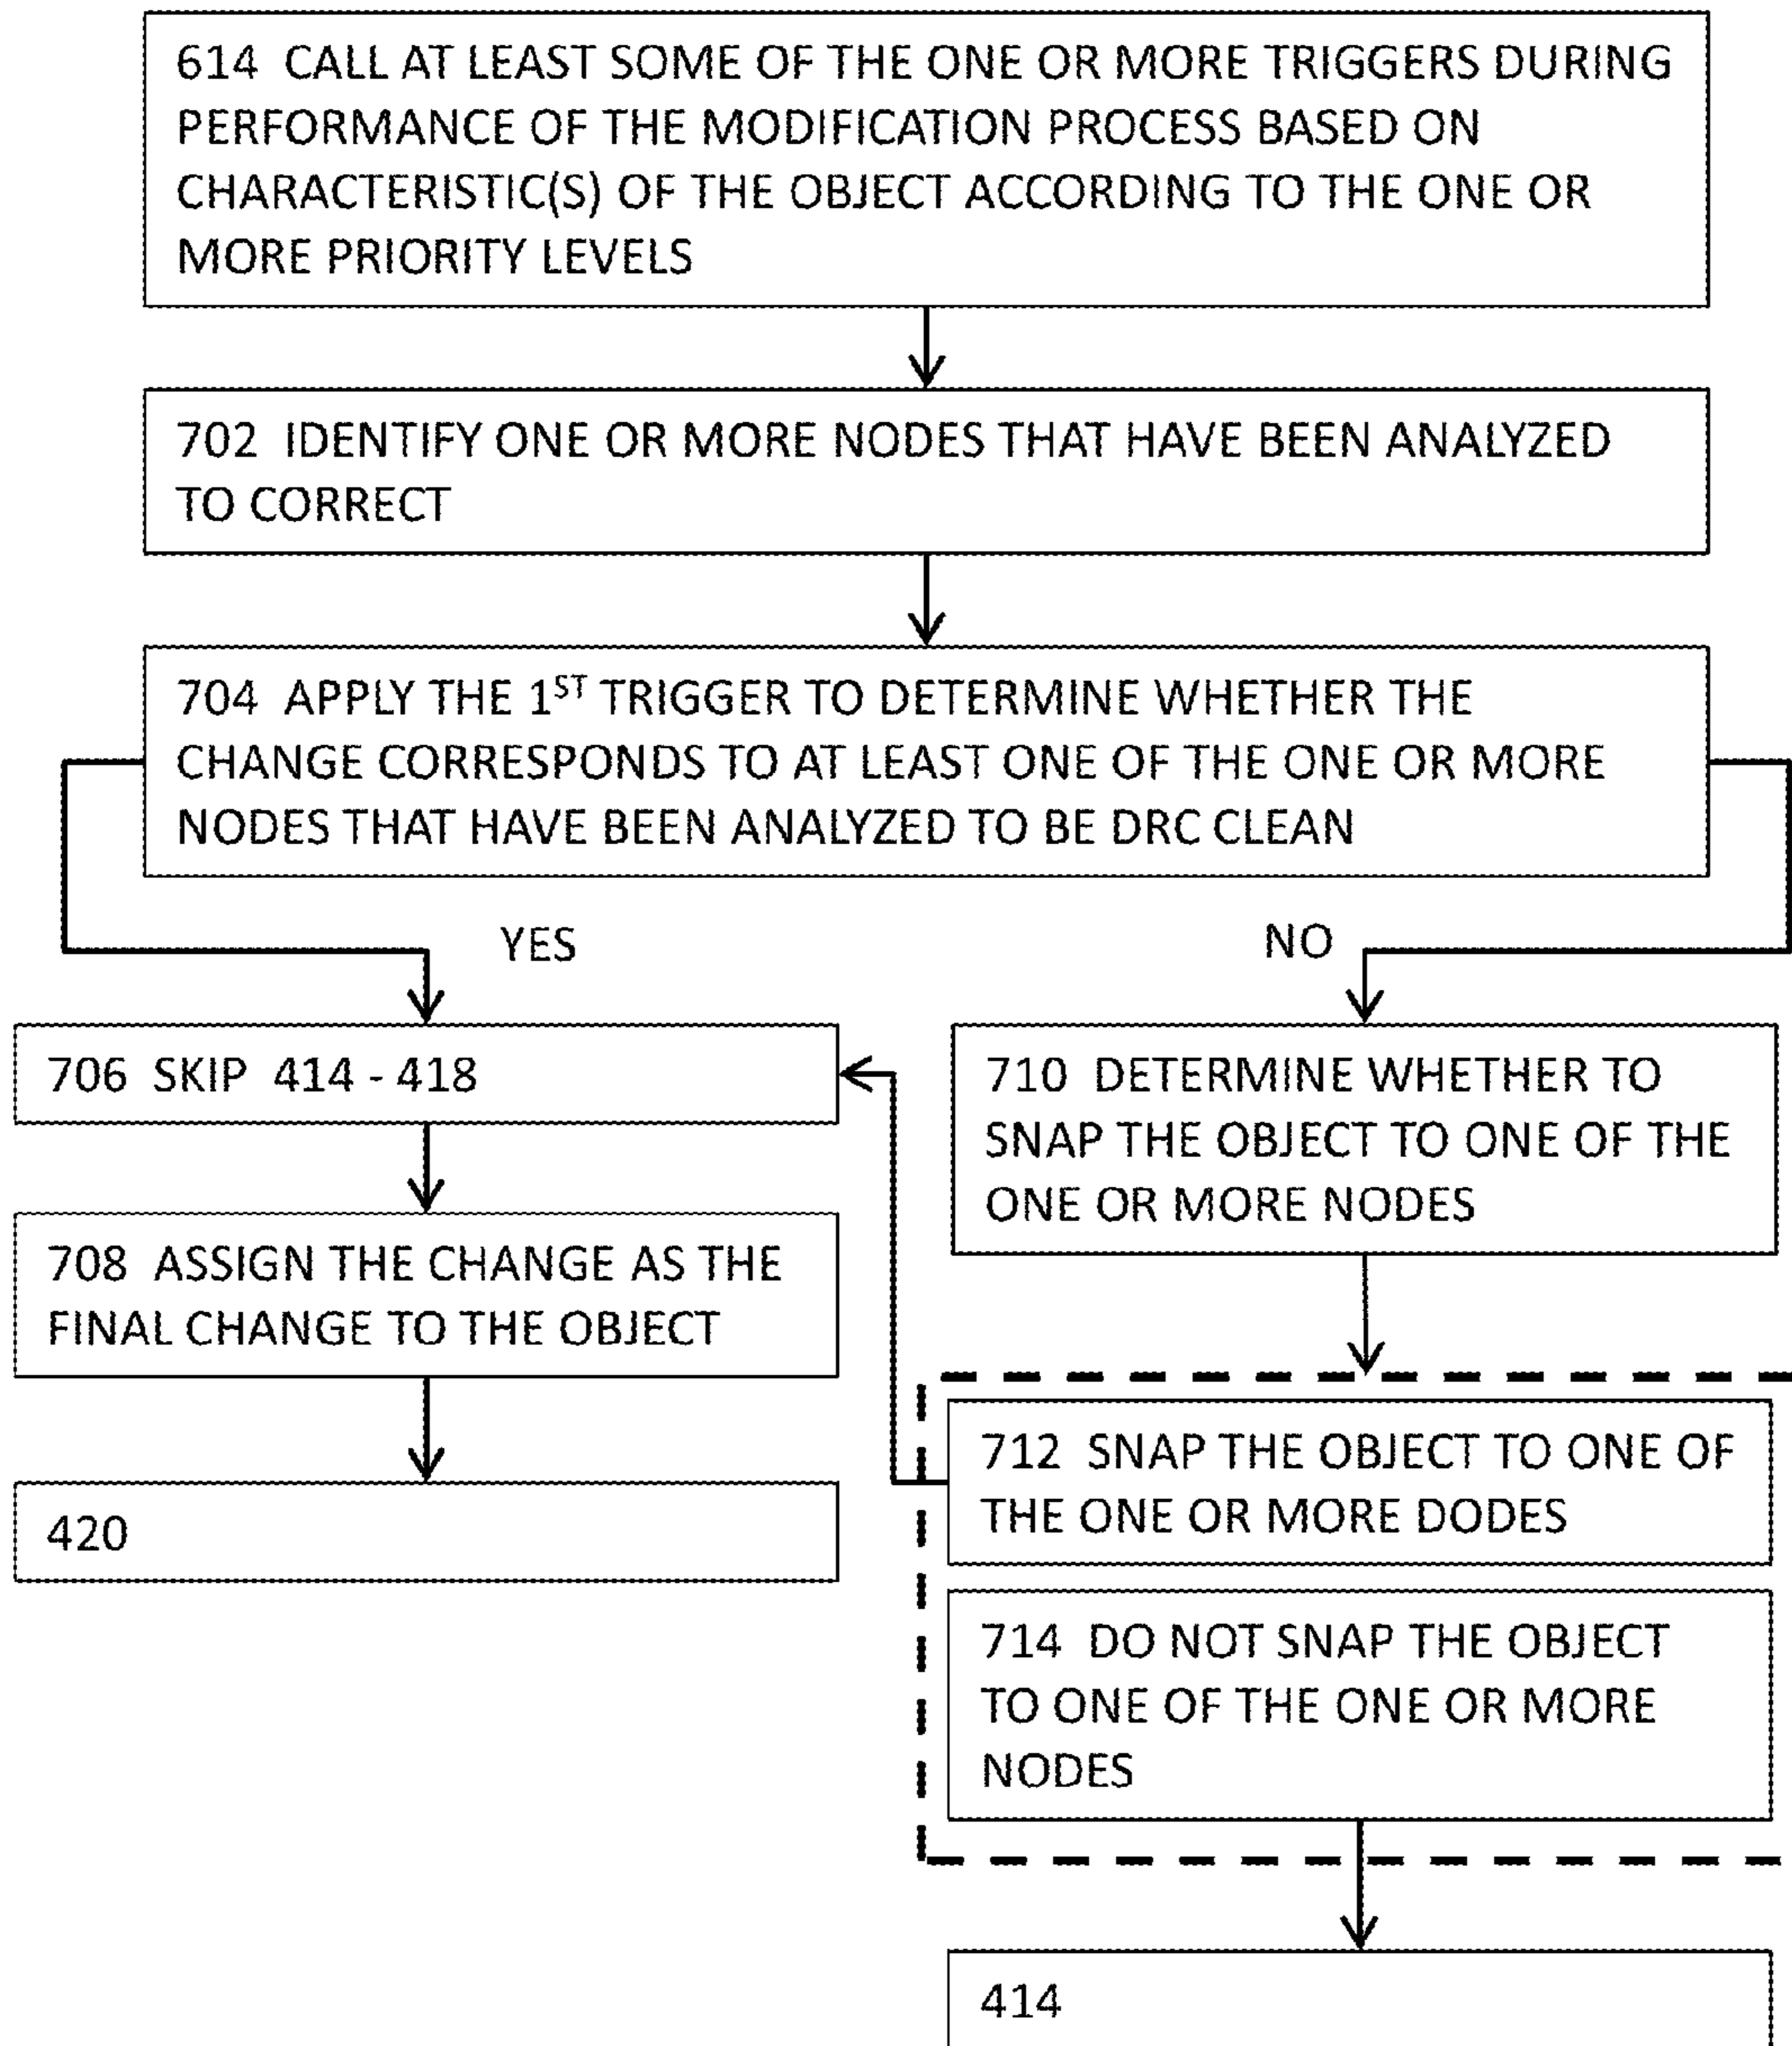 614 CALL AT LEAST SOME OF THE ONE OR MORE TRIGGERS DURING
PERFORMANCE OF THE MODIFICATION PROCESS BASED ON
CHARACTERISTIC(S) OF THE OBJECT ACCORDING TO THE ONE OR
MORE PRIORITY LEVELS
702 IDENTIFY ONE OR MORE NODES THAT HAVE BEEN ANALYZED
TO CORRECT
704 APPLY THE 1ST TRIGGER TO DETERMINE WHETHER THE
CHANGE CORRESPONDS TO AT LEAST ONE OF THE ONE OR MORE
NODES THAT HAVE BEEN ANALYZED TO BE DRC CLEAN
YES
NO
706 SKIP 414 - 418
708 ASSIGN THE CHANGE AS THE
FINAL CHANGE TO THE OBJECT
420
710 DETERMINE WHETHER TO
SNAP THE OBJECT TO ONE OF THE
ONE OR MORE NODES
712 SNAP THE OBJECT TO ONE OF
THE ONE OR MORE DODES
714 DO NOT SNAP THE OBJECT
TO ONE OF THE ONE OR MORE
NODES
414